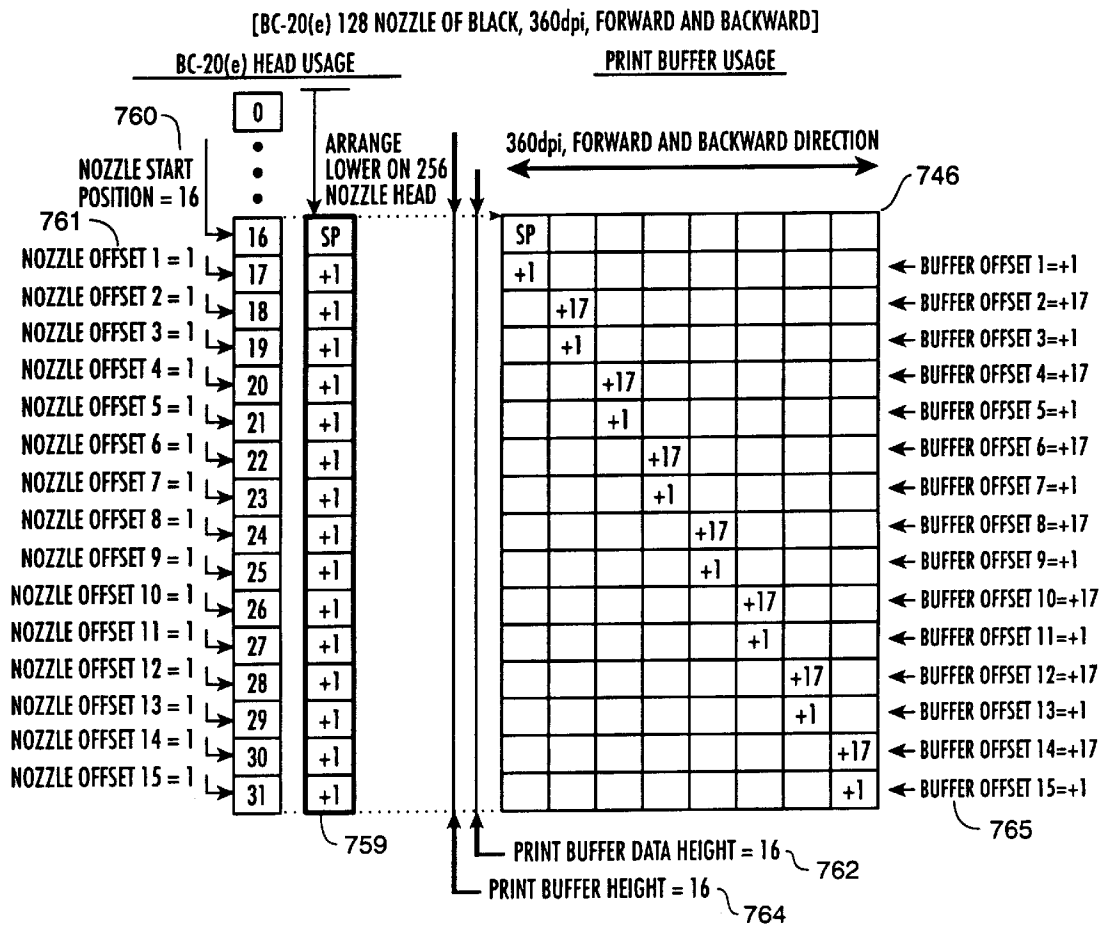 [BC-20(e) 128 NOZZLE OF BLACK, 360dpi, FORWARD AND BACKWARD]
BC-20(e) HEAD USAGE
PRINT BUFFER USAGE
760
0
NOZZLE START
POSITION = 16
ARRANGE
LOWER ON 256
NOZZLE HEAD
360dpi, FORWARD AND BACKWARD DIRECTION
746
761
16 SP SP
NOZZLE OFFSET 1 = 1 17 +1 +1 BUFFER OFFSET 1=+1
NOZZLE OFFSET 2 = 1 18 +1 +17 BUFFER OFFSET 2=+17
NOZZLE OFFSET 3 = 1 19 +1 +1 BUFFER OFFSET 3=+1
NOZZLE OFFSET 4 = 1 20 +1 +17 BUFFER OFFSET 4=+17
NOZZLE OFFSET 5 = 1 21 +1 +1 BUFFER OFFSET 5=+1
NOZZLE OFFSET 6 = 1 22 +1 +17 BUFFER OFFSET 6=+17
NOZZLE OFFSET 7 = 1 23 +1 +1 BUFFER OFFSET 7=+1
NOZZLE OFFSET 8 = 1 24 +1 +17 BUFFER OFFSET 8=+17
NOZZLE OFFSET 9 = 1 25 +1 +1 BUFFER OFFSET 9=+1
NOZZLE OFFSET 10 = 1 26 +1 +17 BUFFER OFFSET 10=+17
NOZZLE OFFSET 11 = 1 27 +1 +1 BUFFER OFFSET 11=+1
NOZZLE OFFSET 12 = 1 28 +1 +17 BUFFER OFFSET 12=+17
NOZZLE OFFSET 13 = 1 29 +1 +1 BUFFER OFFSET 13=+1
NOZZLE OFFSET 14 = 1 30 +1 +17 BUFFER OFFSET 14=+17
NOZZLE OFFSET 15 = 1 31 +1 +1 BUFFER OFFSET 15=+1
759
765
PRINT BUFFER DATA HEIGHT = 16
762
PRINT BUFFER HEIGHT = 16
764